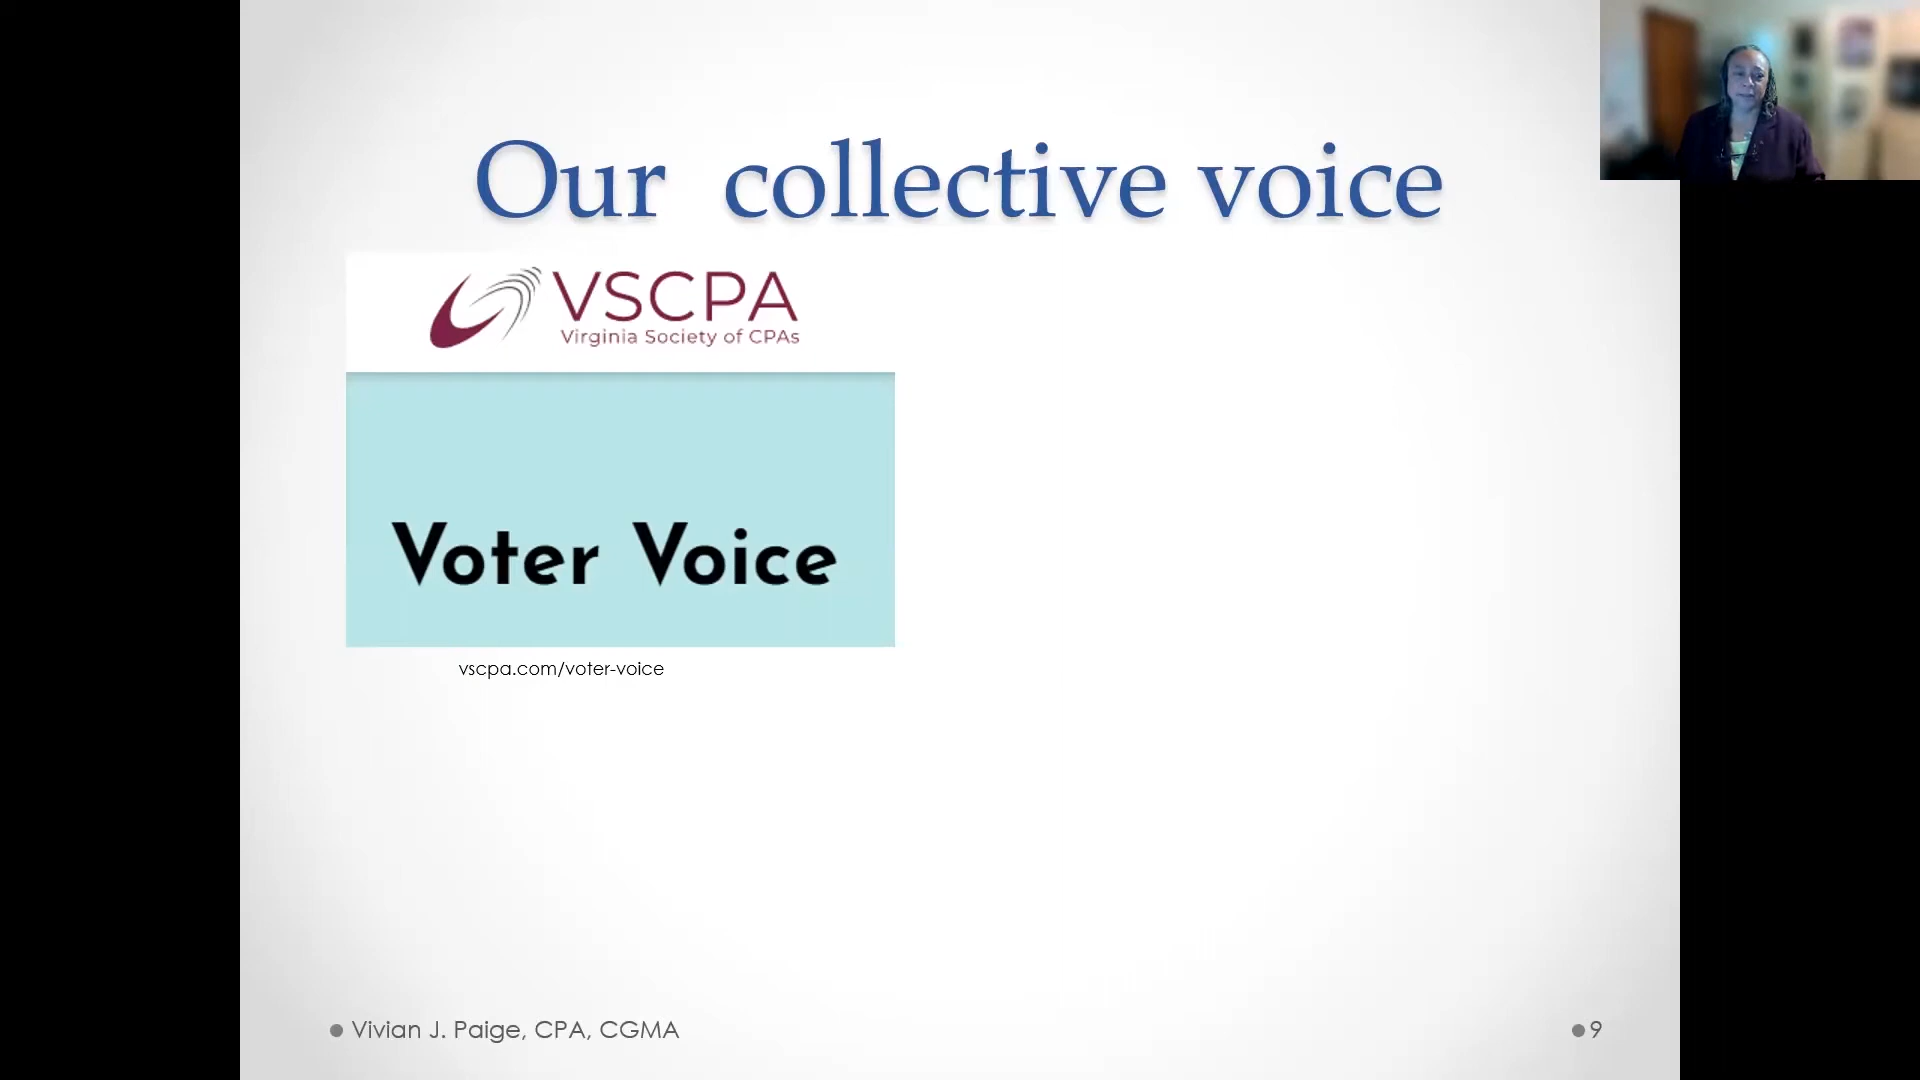 Our collective voice
VSCPA
Virginia Society of CPAs
Voter Voice
vscpa.com/voter-voice
Vivian J. Paige, CPA, CGMA
9